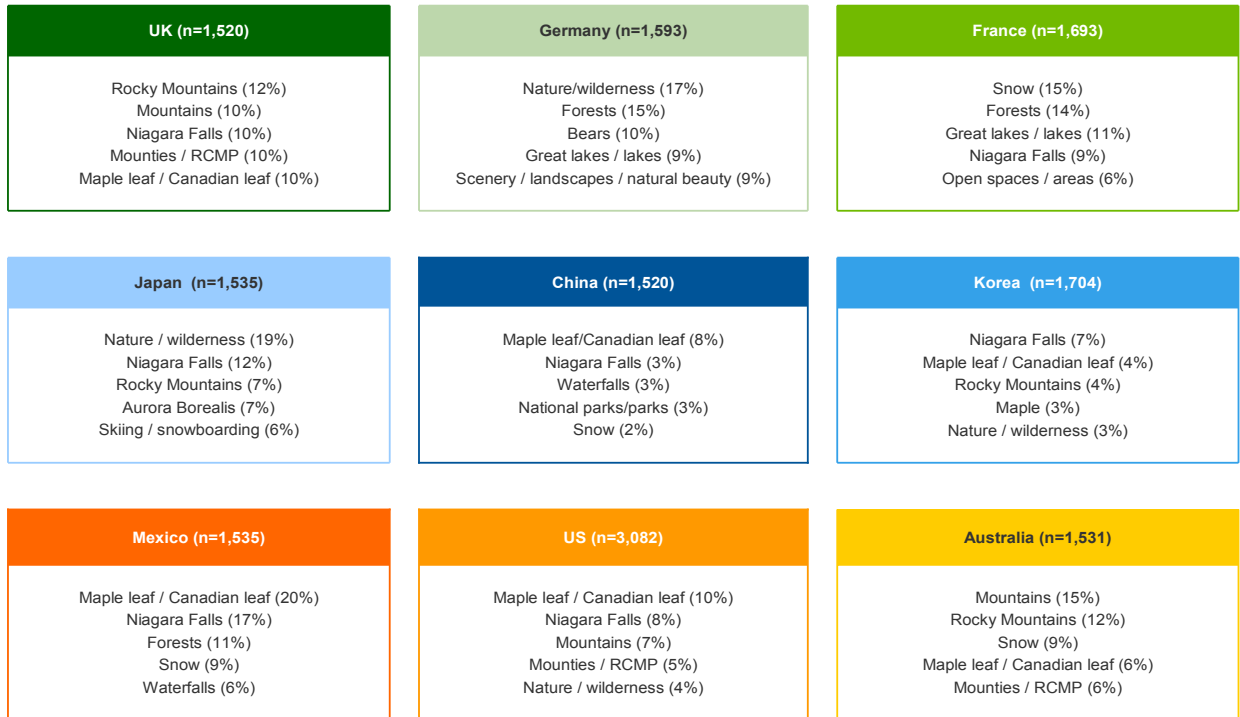 UK (n=1,520)
Rocky Mountains (12%)
Mountains (10%)
Niagara Falls (10%)
Mounties / RCMP (10%)
Maple leaf / Canadian leaf (10%)
Germany (n=1,593)
Nature/wilderness (17%)
Forests (15%)
Bears (10%)
Great lakes / lakes (9%)
Scenery / landscapes / natural beauty (9%)
France (n=1,693)
Snow (15%)
Forests (14%)
Great lakes / lakes (11%)
Niagara Falls (9%)
Open spaces / areas (6%)
Japan (n=1,535)
Nature / wilderness (19%)
Niagara Falls (12%)
Rocky Mountains (7%)
Aurora Borealis (7%)
Skiing / snowboarding (6%)
China (n=1,520)
Maple leaf/Canadian leaf (8%)
Niagara Falls (3%)
Waterfalls (3%)
National parks/parks (3%)
Snow (2%)
Korea (n=1,704)
Niagara Falls (7%)
Maple leaf / Canadian leaf (4%)
Rocky Mountains (4%)
Maple (3%)
Nature / wilderness (3%)
Mexico (n=1,535)
Maple leaf / Canadian leaf (20%)
Niagara Falls (17%)
Forests (11%)
Snow (9%)
Waterfalls (6%)
US (n=3,082)
Maple leaf / Canadian leaf (10%)
Niagara Falls (8%)
Mountains (7%)
Mounties / RCMP (5%)
Nature / wilderness (4%)
Australia (n=1,531)
Mountains (15%)
Rocky Mountains (12%)
Snow (9%)
Maple leaf / Canadian leaf (6%)
Mounties / RCMP (6%)